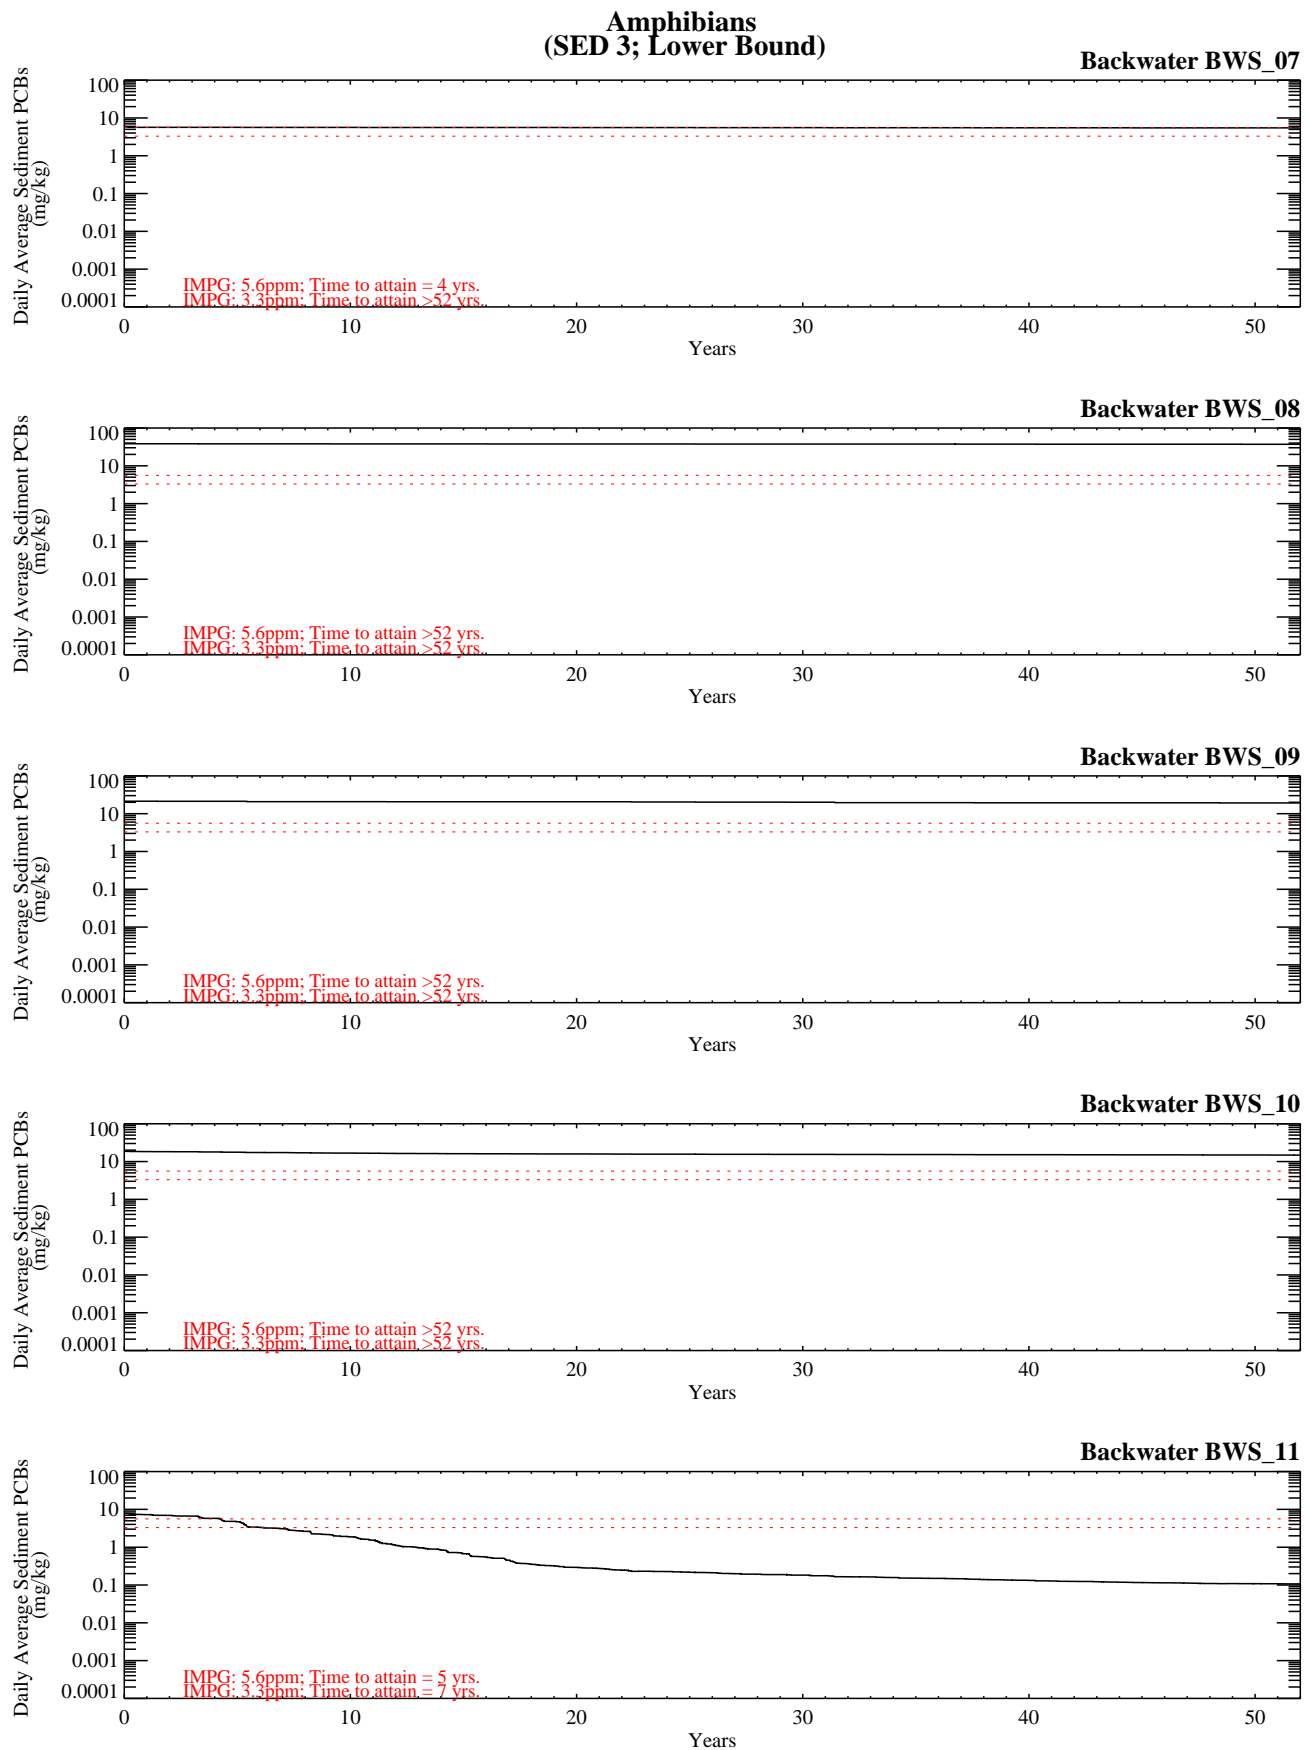 Amphibians
(SED 3; Lower Bound)
Backwater BWS_07
Daily Average Sediment PCBs
(mg/kg)
100
10
1
0.1
0.01
0.001
0.0001
IMPG: 5.6ppm; Time to attain = 4 yrs.
IMPG: 3.3ppm; Time to attain >52 yrs.
0 10 20 30 40 50
Years
Backwater BWS_08
Daily Average Sediment PCBs
(mg/kg)
100
10
1
0.1
0.01
0.001
0.0001
IMPG: 5.6ppm; Time to attain >52 yrs.
IMPG: 3.3ppm; Time to attain >52 yrs.
0 10 20 30 40 50
Years
Backwater BWS_09
Daily Average Sediment PCBs
(mg/kg)
100
10
1
0.1
0.01
0.001
0.0001
IMPG: 5.6ppm; Time to attain >52 yrs.
IMPG: 3.3ppm; Time to attain >52 yrs.
0 10 20 30 40 50
Years
Backwater BWS_10
Daily Average Sediment PCBs
(mg/kg)
100
10
1
0.1
0.01
0.001
0.0001
IMPG: 5.6ppm; Time to attain >52 yrs.
IMPG: 3.3ppm; Time to attain >52 yrs.
0 10 20 30 40 50
Years
Backwater BWS_11
Daily Average Sediment PCBs
(mg/kg)
100
10
1
0.1
0.01
0.001
0.0001
IMPG: 5.6ppm; Time to attain = 5 yrs.
IMPG: 3.3ppm; Time to attain = 7 yrs.
0 10 20 30 40 50
Years